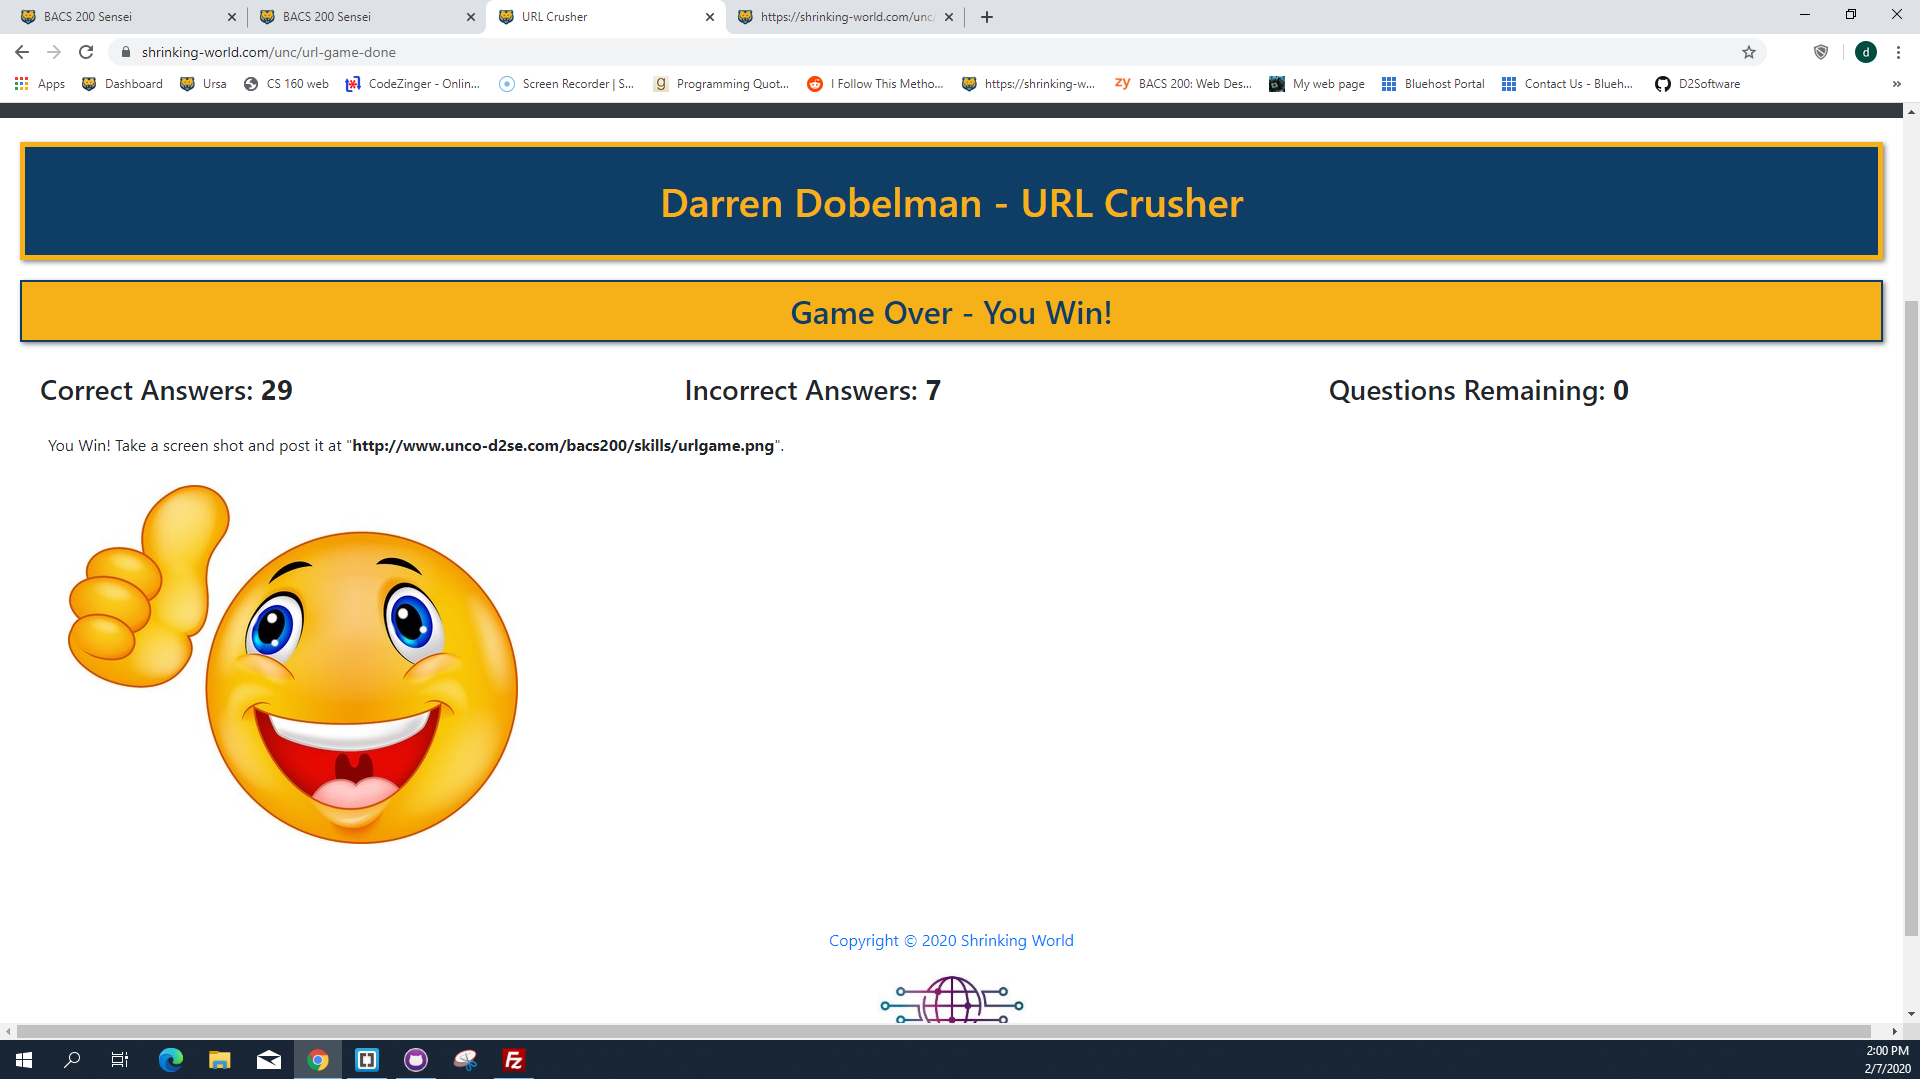 BACS 200 Sensei
BACS 200 Sensei
URL Crusher
https://shrinking-world.com/unc/
shrinking-world.com/unc/url-game-done
d
Apps
Dashboard
Ursa
CS 160 web
CodeZinger - Onlin...
Screen Recorder | S...
g
Programming Quot...
I Follow This Metho...
https://shrinking-w...
zy
BACS 200: Web Des...
My web page
Bluehost Portal
Contact Us - Blueh...
D2Software
»
Darren Dobelman - URL Crusher
Game Over - You Win!
Correct Answers: 29
Incorrect Answers: 7
Questions Remaining: 0
You Win! Take a screen shot and post it at "http://www.unco-d2se.com/bacs200/skills/urlgame.png".
Copyright © 2020 Shrinking World
Fz
2:00 PM
2/7/2020